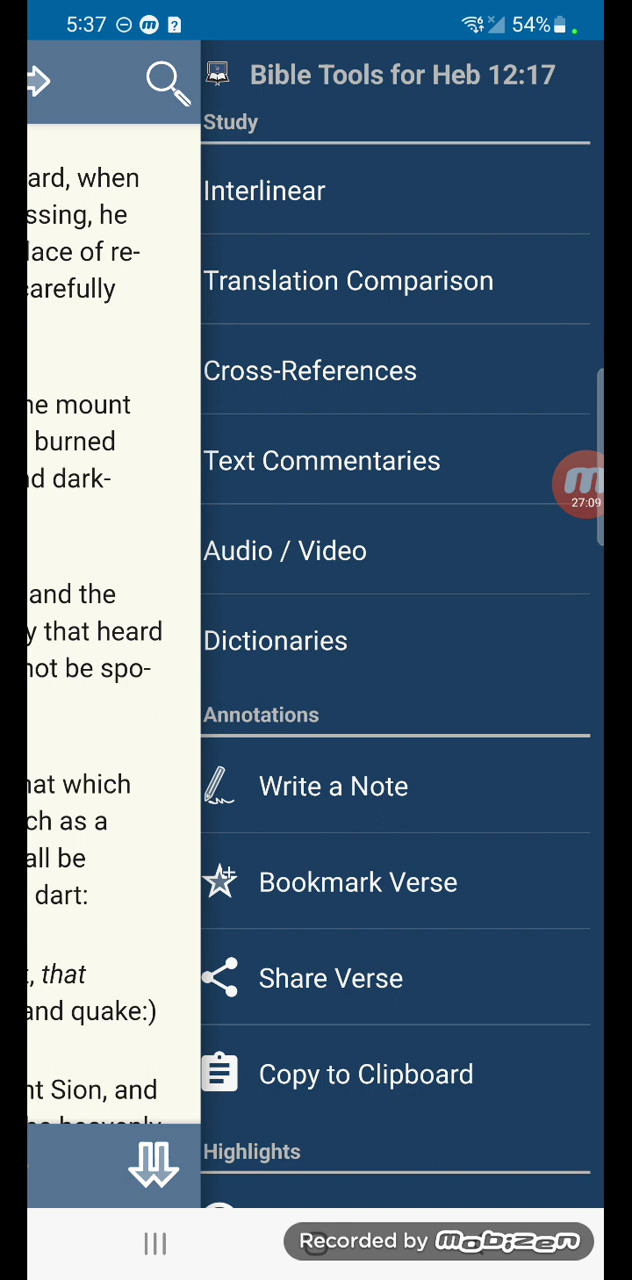 5:37
54%
Bible Tools for Heb 12:17
Study
Interlinear
Translation Comparison
Cross-References
Text Commentaries
Audio / Video
Dictionaries
Annotations
Write a Note
Bookmark Verse
Share Verse
Copy to Clipboard
Highlights
ard, when
ssing, he
lace of re-
carefully
he mount
burned
nd dark-
and the
y that heard
not be spo-
hat which
ch as a
all be
dart:
, that
and quake:)
nt Sion, and
27:09
Recorded by mobizen